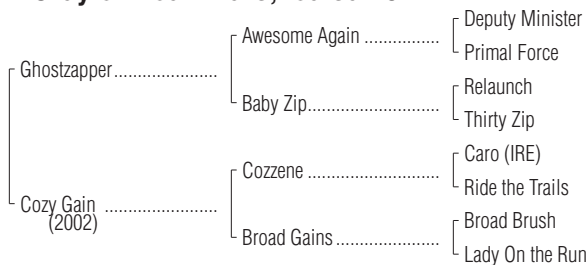 Deputy Minister
Awesome Again ..................
Primal Force
Ghostzapper.........................
Relaunch
Baby Zip................................
Thirty Zip
Caro (IRE)
Cozzene ................................
Ride the Trails
Cozy Gain ...........................
(2002)
Broad Brush
Broad Gains.........................
Lady On the Run